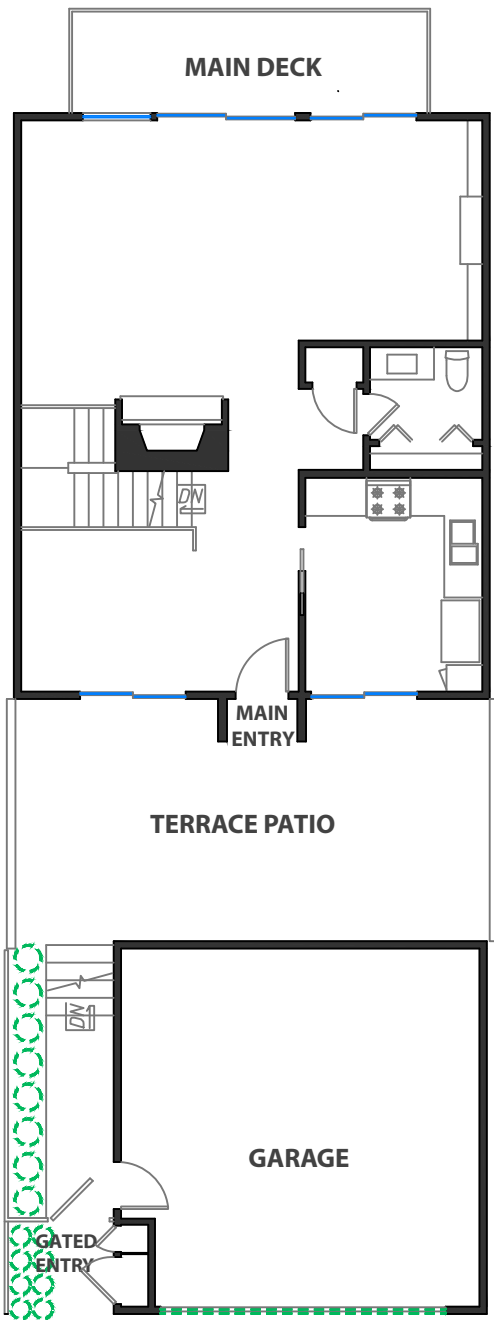 MAIN DECK
DN
MAIN
ENTRY
TERRACE PATIO
DN
GARAGE
GATED
ENTRY